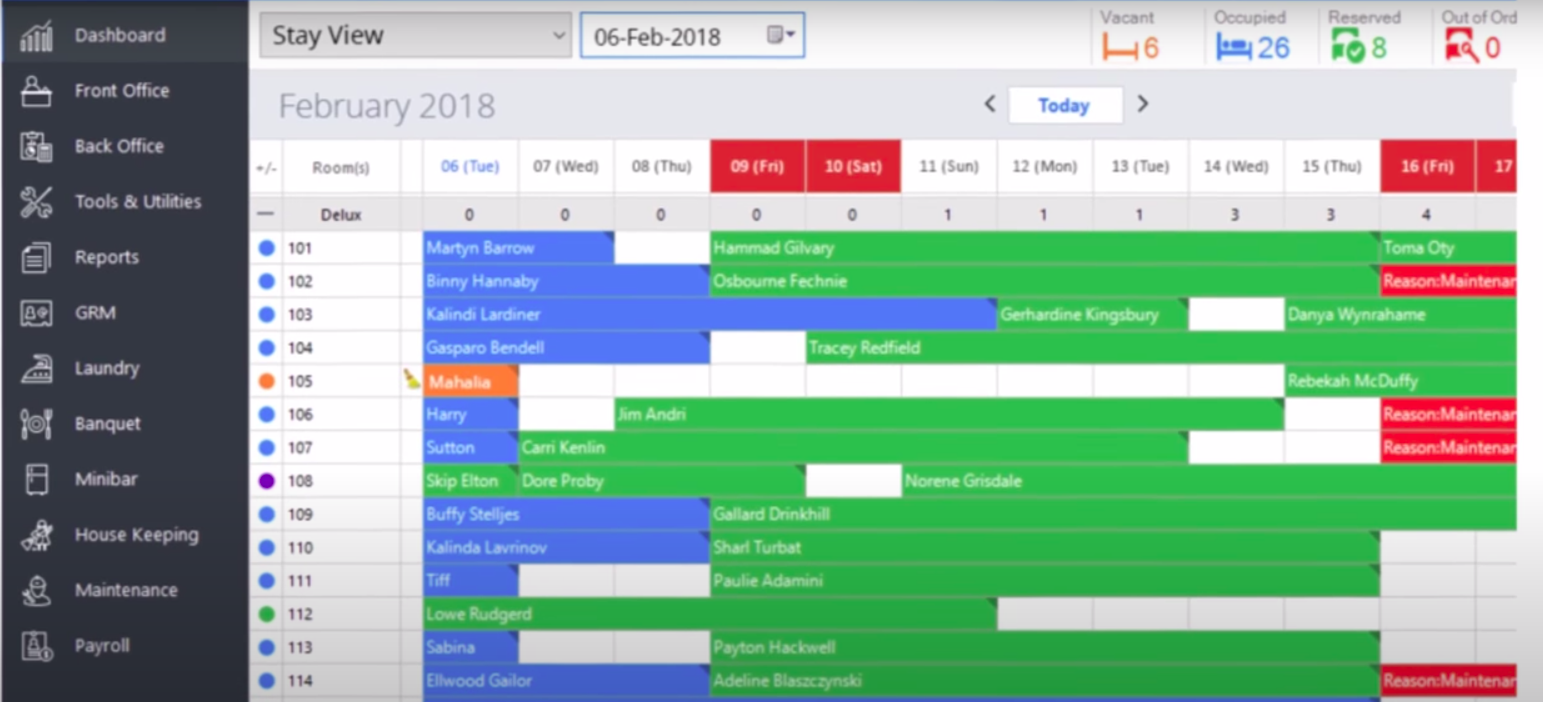 Dashboard
Front Office
Back Office
Tools & Utilities
Reports
GRM
Laundry
Banquet
Minibar
House Keeping
Maintenance
Payroll
Stay View 06-Feb-2018
Vacant Occupied Reserved Out of Ord
6 26 8 0
February 2018 < Today >
+/- Room(s) 06 (Tue) 07 (Wed) 08 (Thu) 09 (Fri) 10 (Sat) 11 (Sun) 12 (Mon) 13 (Tue) 14 (Wed) 15 (Thu) 16 (Fri) 17
— Delux 0 0 0 0 0 1 1 1 3 3 4
101 Martyn Barrow Hammad Gilvary Toma Oty
102 Binny Hannaby Osbourne Fechnie Reason:Maintenan
103 Kalindi Lardiner Gerhardine Kingsbury Danya Wynrahame
104 Gasparo Bendell Tracey Redfield
105 Mahalia Rebekah McDuffy
106 Harry Jim Andri Reason:Maintenan
107 Sutton Carri Kenlin Reason:Maintenan
108 Skip Elton Dore Proby Norene Grisdale
109 Buffy Stelljes Gallard Drinkhill
110 Kalinda Lavrinov Sharl Turbat
111 Tiff Paulie Adamini
112 Lowe Rudgerd
113 Sabina Payton Hackwell
114 Ellwood Gailor Adeline Blaszczynski Reason:Maintenan